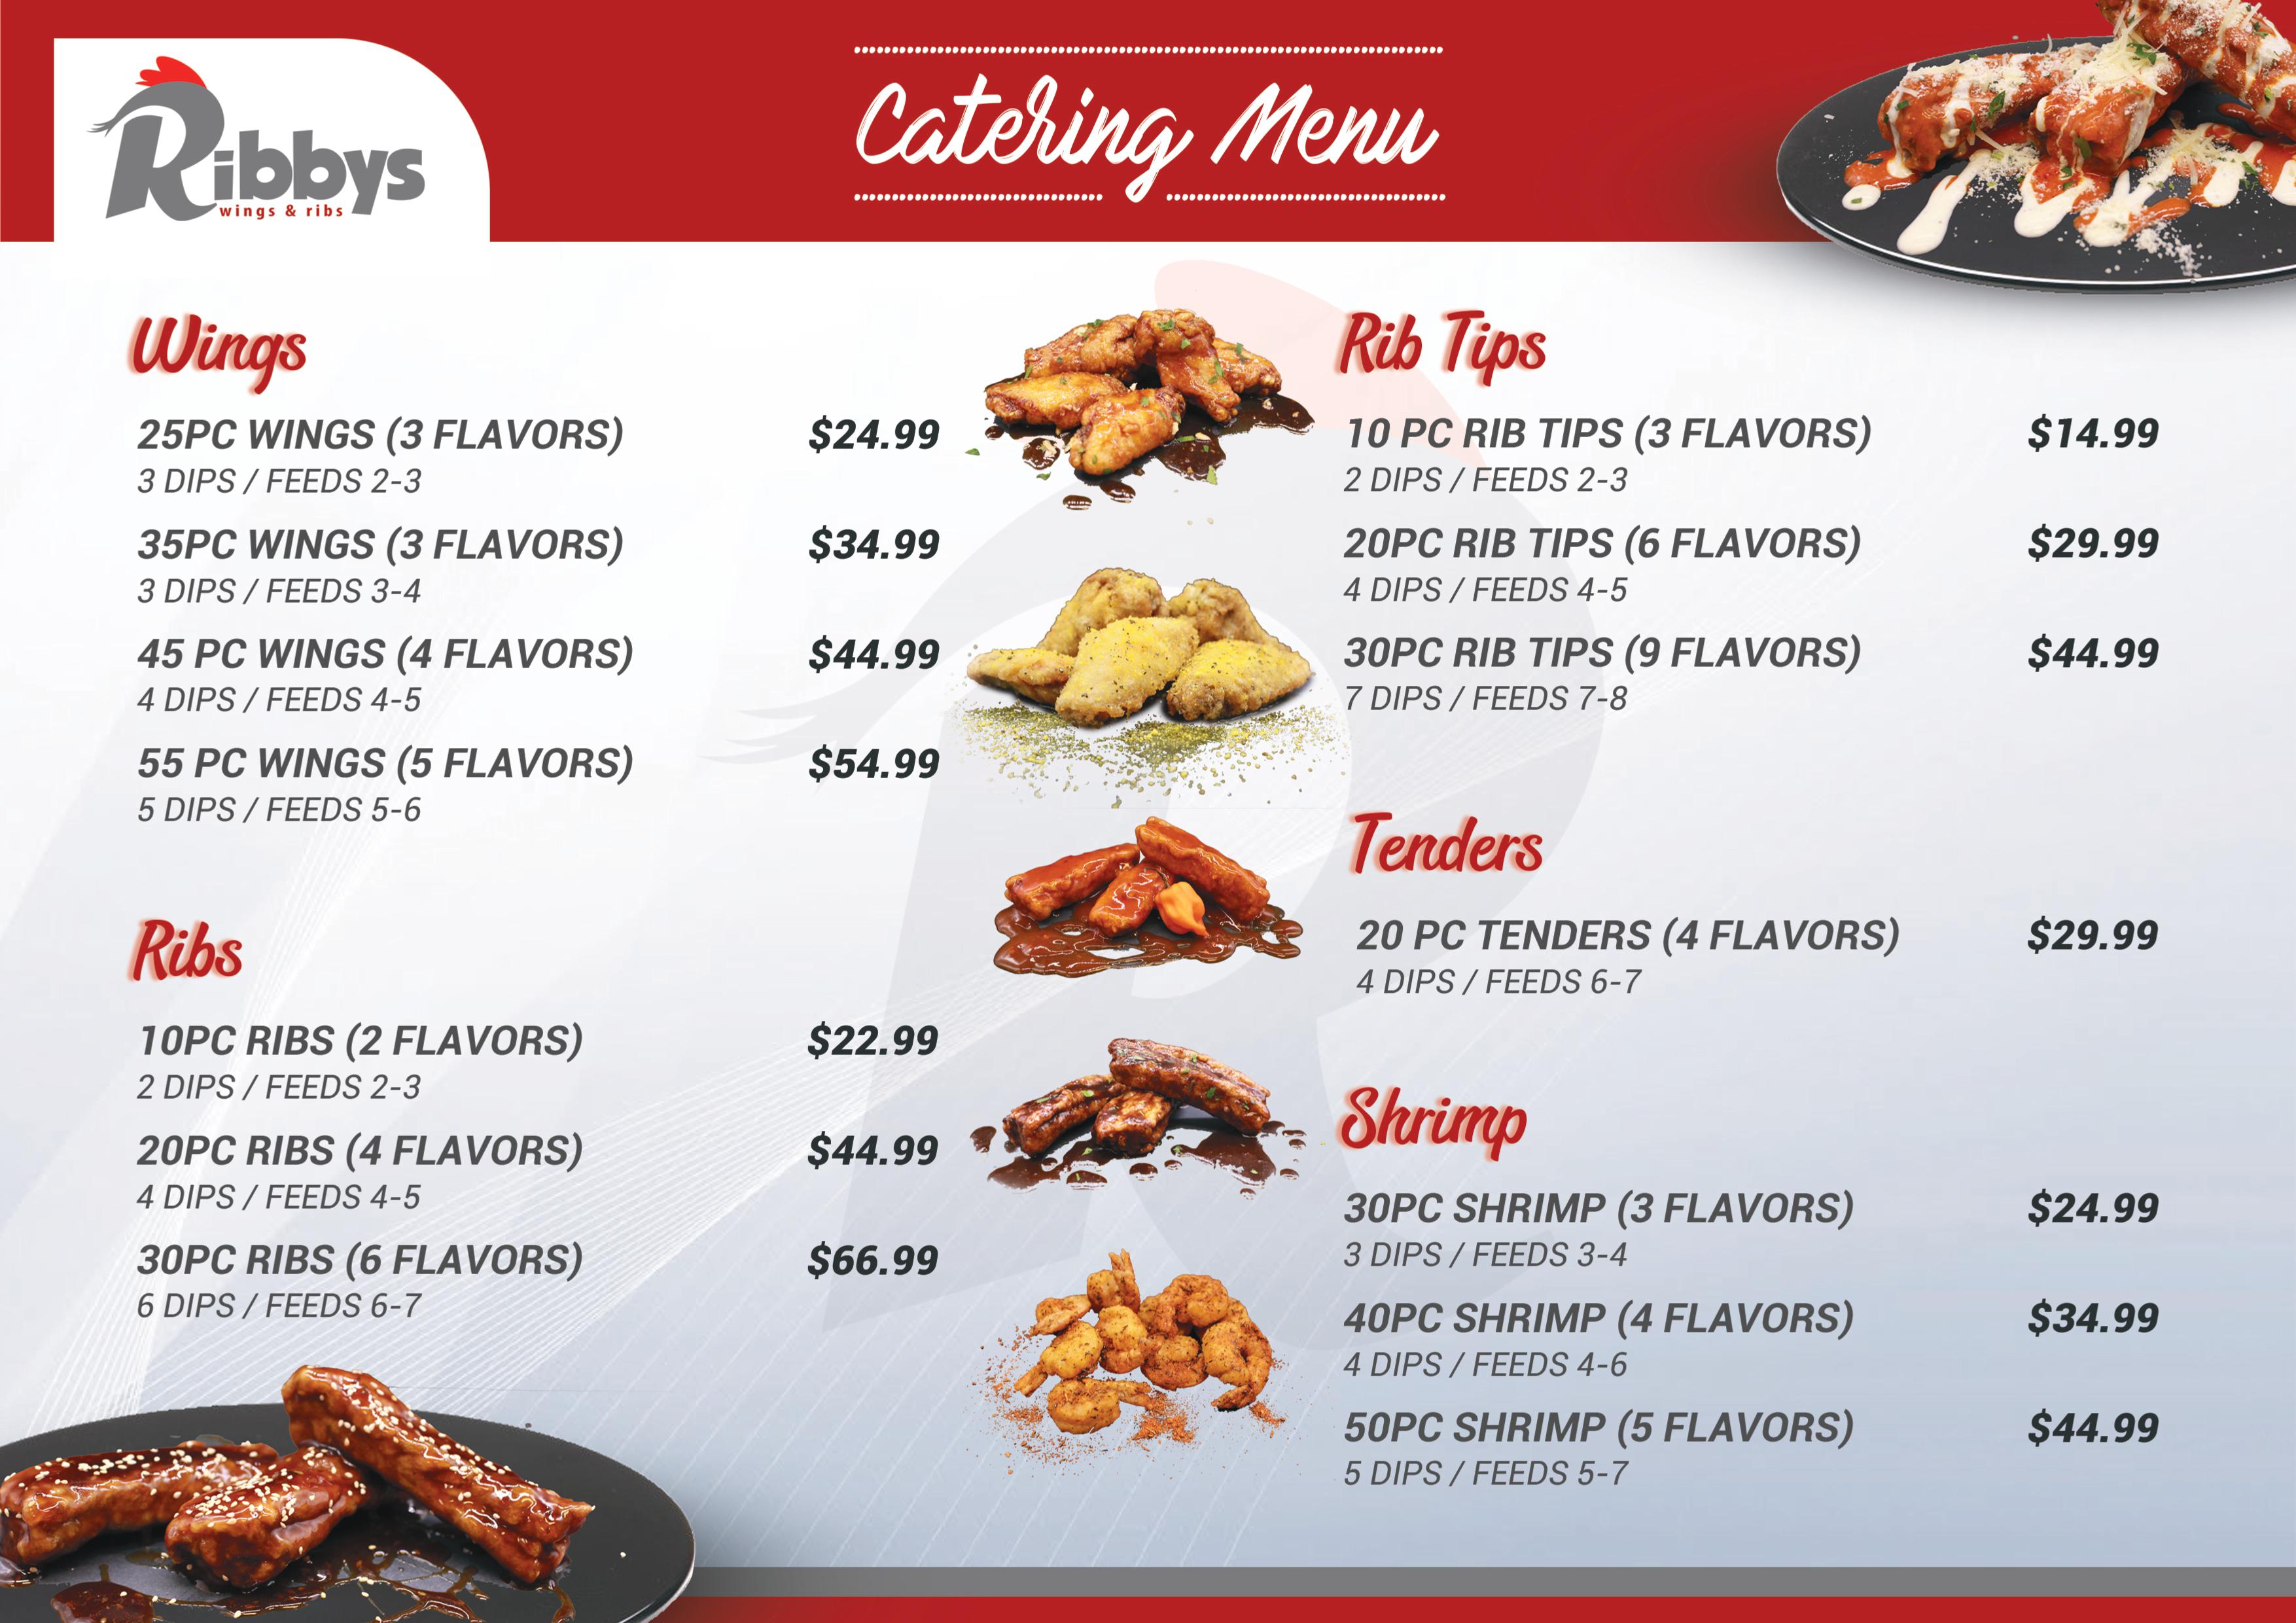 Ribbys
wings & ribs
Catering Menu
Wings
25PC WINGS (3 FLAVORS) $24.99
3 DIPS / FEEDS 2-3
35PC WINGS (3 FLAVORS) $34.99
3 DIPS / FEEDS 3-4
45 PC WINGS (4 FLAVORS) $44.99
4 DIPS / FEEDS 4-5
55 PC WINGS (5 FLAVORS) $54.99
5 DIPS / FEEDS 5-6
Ribs
10PC RIBS (2 FLAVORS) $22.99
2 DIPS / FEEDS 2-3
20PC RIBS (4 FLAVORS) $44.99
4 DIPS / FEEDS 4-5
30PC RIBS (6 FLAVORS) $66.99
6 DIPS / FEEDS 6-7
Rib Tips
10 PC RIB TIPS (3 FLAVORS) $14.99
2 DIPS / FEEDS 2-3
20PC RIB TIPS (6 FLAVORS) $29.99
4 DIPS / FEEDS 4-5
30PC RIB TIPS (9 FLAVORS) $44.99
7 DIPS / FEEDS 7-8
Tenders
20 PC TENDERS (4 FLAVORS) $29.99
4 DIPS / FEEDS 6-7
Shrimp
30PC SHRIMP (3 FLAVORS) $24.99
3 DIPS / FEEDS 3-4
40PC SHRIMP (4 FLAVORS) $34.99
4 DIPS / FEEDS 4-6
50PC SHRIMP (5 FLAVORS) $44.99
5 DIPS / FEEDS 5-7